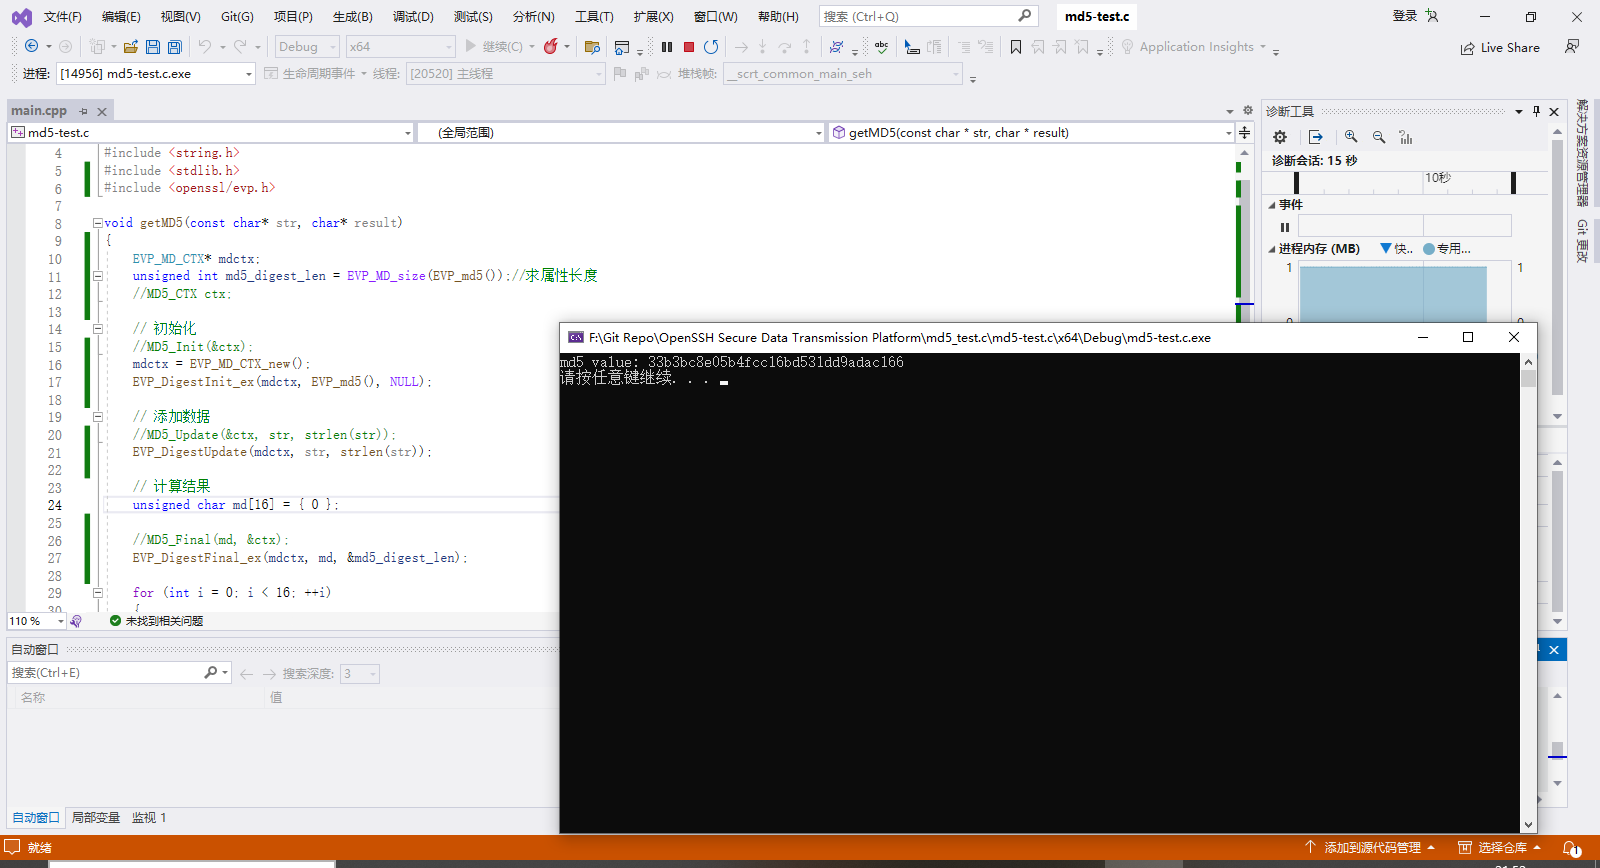 文件(F) 编辑(E) 视图(V) Git(G) 项目(P) 生成(B) 调试(D) 测试(S) 分析(N) 工具(T) 扩展(X) 窗口(W) 帮助(H) 搜索 (Ctrl+Q) md5-test.c 登录
Debug x64 继续(C) Application Insights Live Share
进程: [14956] md5-test.c.exe 生命周期事件 线程: [20520] 主线程 堆栈帧: __scrt_common_main_seh
main.cpp
md5-test.c (全局范围) getMD5(const char * str, char * result)
4 #include <string.h>
5 #include <stdlib.h>
6 #include <openssl/evp.h>
7
8 void getMD5(const char* str, char* result)
9 {
10 EVP_MD_CTX* mdctx;
11 unsigned int md5_digest_len = EVP_MD_size(EVP_md5());//求属性长度
12 //MD5_CTX ctx;
13
14 // 初始化
15 //MD5_Init(&ctx);
16 mdctx = EVP_MD_CTX_new();
17 EVP_DigestInit_ex(mdctx, EVP_md5(), NULL);
18
19 // 添加数据
20 //MD5_Update(&ctx, str, strlen(str));
21 EVP_DigestUpdate(mdctx, str, strlen(str));
22
23 // 计算结果
24 unsigned char md[16] = { 0 };
25
26 //MD5_Final(md, &ctx);
27 EVP_DigestFinal_ex(mdctx, md, &md5_digest_len);
28
29 for (int i = 0; i < 16; ++i)
30 {
110 % 未找到相关问题
诊断工具
诊断会话: 15 秒
10秒
事件
进程内存 (MB) 快.. 专用...
1 1
0 0
解决方案资源管理器
Git 更改
F:\Git Repo\OpenSSH Secure Data Transmission Platform\md5_test.c\md5-test.c\x64\Debug\md5-test.c.exe
md5 value: 33b3bc8e05b4fcc16bd531dd9adac166
请按任意键继续. . .
自动窗口
搜索(Ctrl+E) 搜索深度: 3
名称 值
自动窗口 局部变量 监视 1
就绪 添加到源代码管理 选择仓库 1